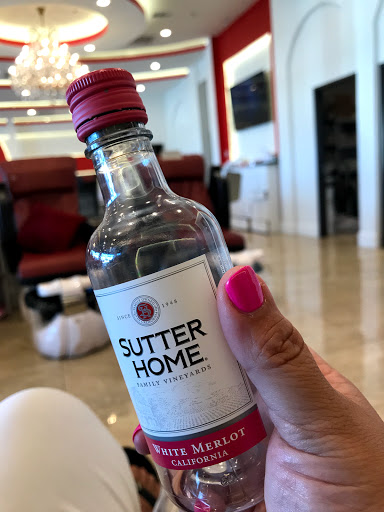 SINCE 1948
SUTTER
HOME®
FAMILY VINEYARDS
WHITE MERLOT
CALIFORNIA